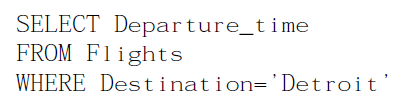 SELECT Departure_time
FROM Flights
WHERE Destination='Detroit'